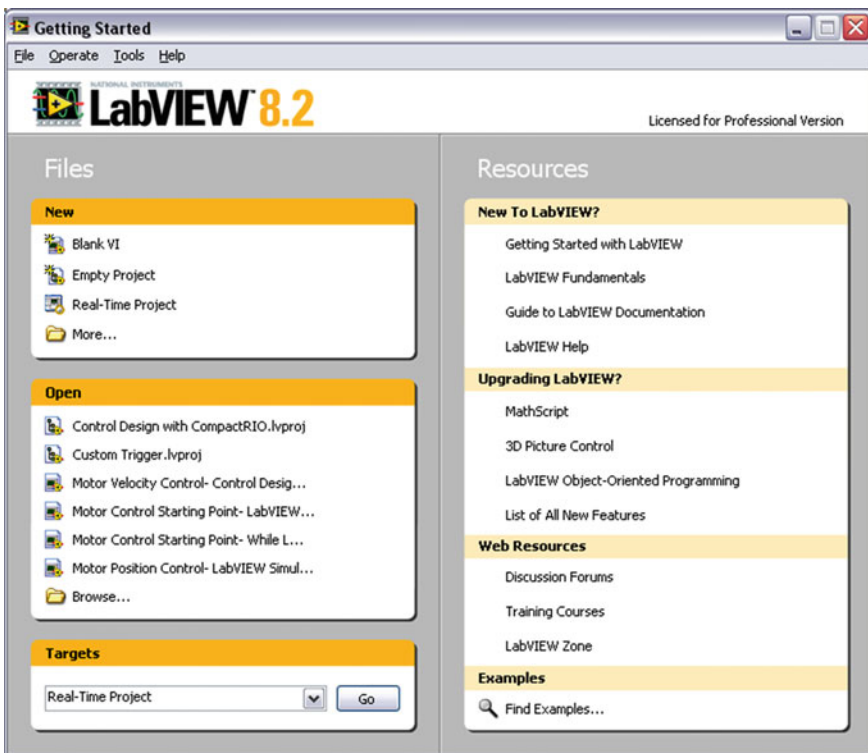 Getting Started
File Operate Tools Help
NATIONAL INSTRUMENTS
LabVIEW™ 8.2
Licensed for Professional Version
Files
New
Blank VI
Empty Project
Real-Time Project
More...
Open
Control Design with CompactRIO.lvproj
Custom Trigger.lvproj
Motor Velocity Control- Control Desig...
Motor Control Starting Point- LabVIEW...
Motor Control Starting Point- While L...
Motor Position Control- LabVIEW Simul...
Browse...
Targets
Real-Time Project
Go
Resources
New To LabVIEW?
Getting Started with LabVIEW
LabVIEW Fundamentals
Guide to LabVIEW Documentation
LabVIEW Help
Upgrading LabVIEW?
MathScript
3D Picture Control
LabVIEW Object-Oriented Programming
List of All New Features
Web Resources
Discussion Forums
Training Courses
LabVIEW Zone
Examples
Find Examples...